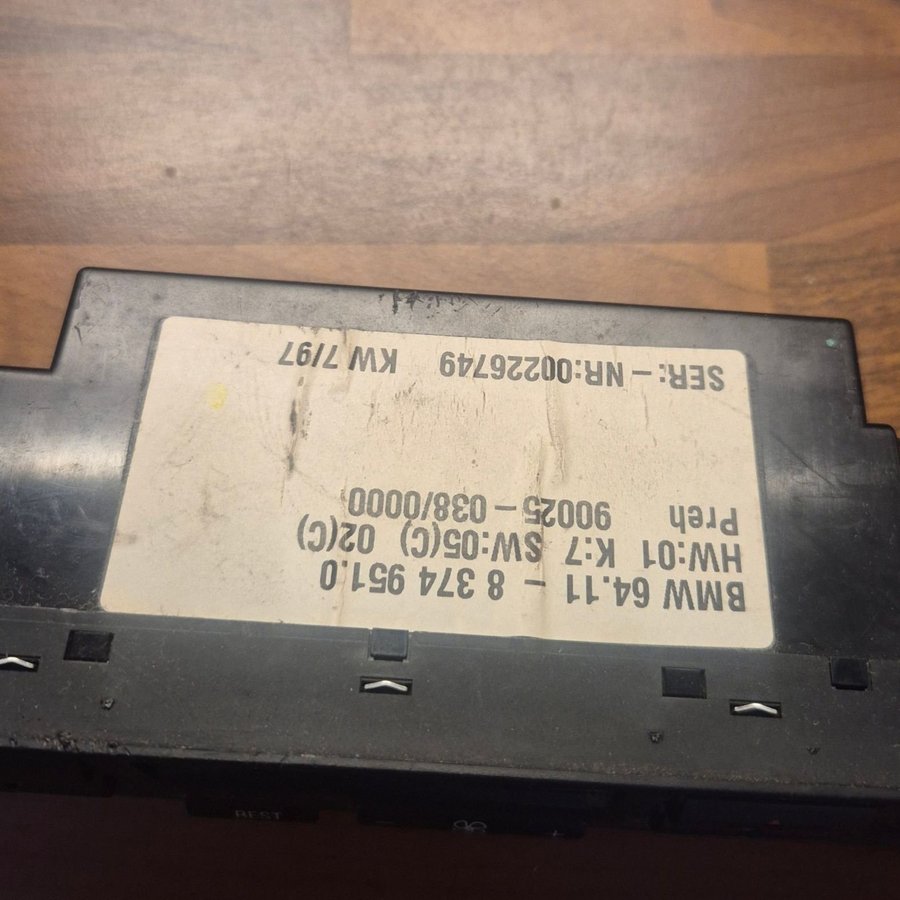 BMW 64.11 – 8 374 951.0
HW:01 K:7 SW:05(C) 02(C)
Preh 90025 – 038/0000
SER: – NR:00226749 KW 7/97
REST
+